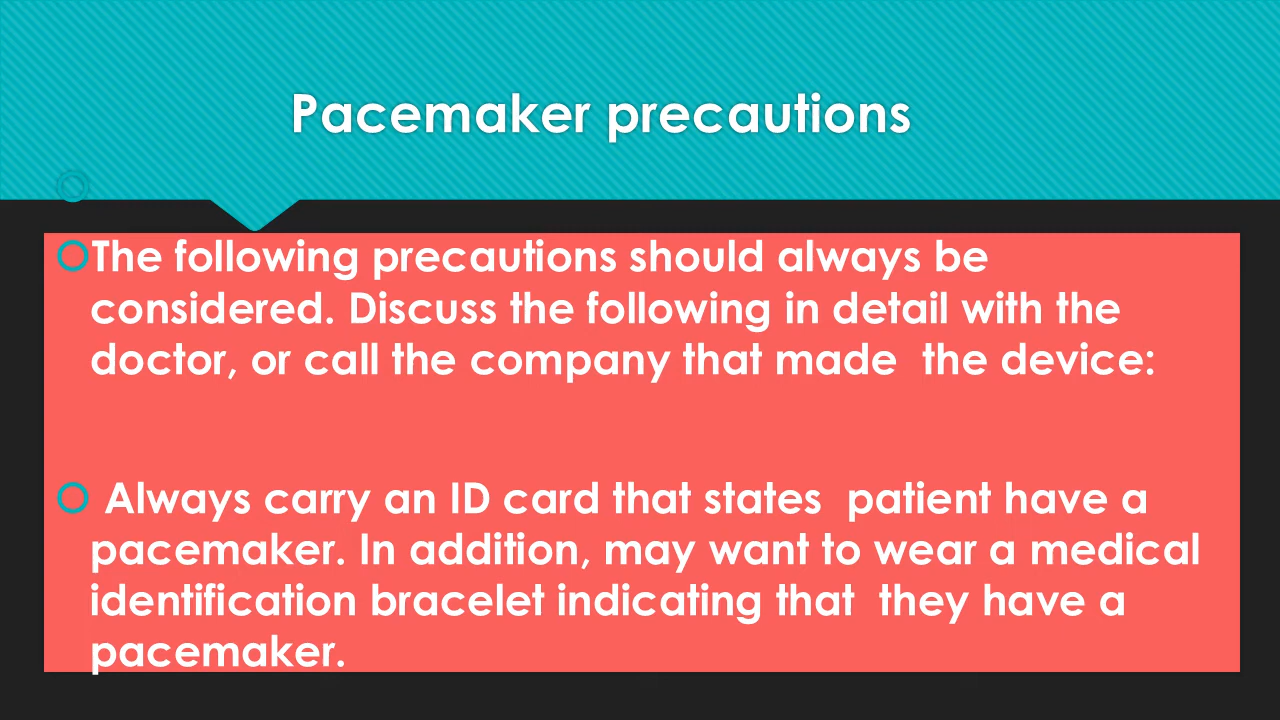 Pacemaker precautions
The following precautions should always be
considered. Discuss the following in detail with the
doctor, or call the company that made  the device:
Always carry an ID card that states  patient have a
pacemaker. In addition, may want to wear a medical
identification bracelet indicating that  they have a
pacemaker.